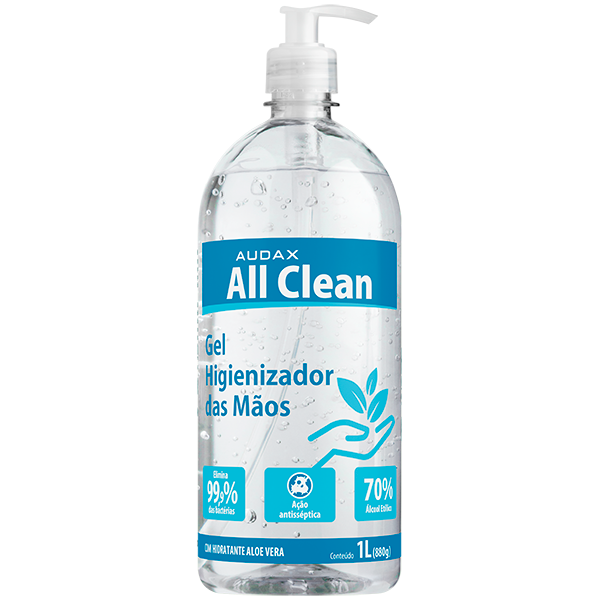 AUDAX
All Clean
Gel
Higienizador
das Mãos
Elimina
99,9%
das Bactérias
Ação
antisséptica
70%
Álcool Etílico
COM HIDRATANTE ALOE VERA
Conteúdo 1L (880g)